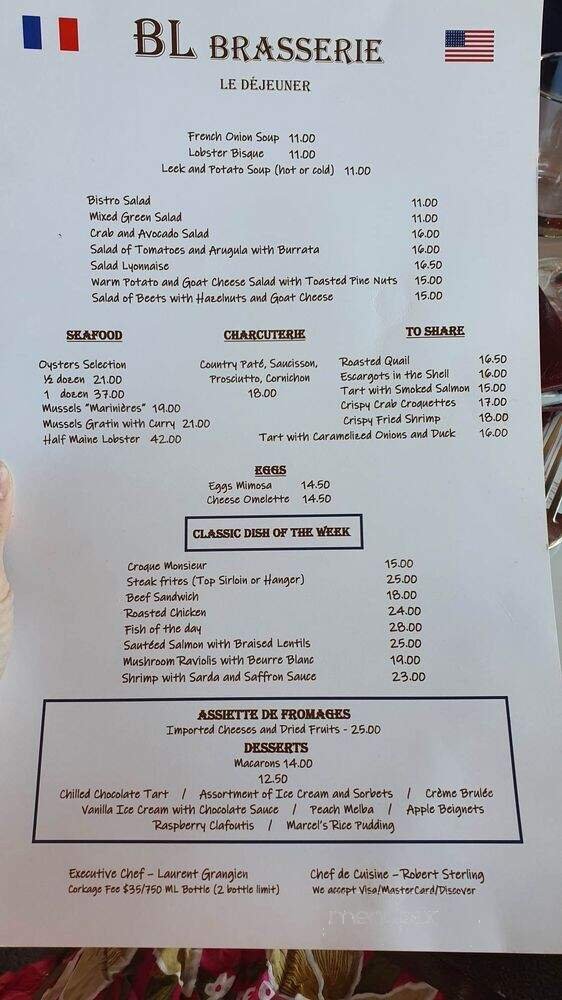 BL BRASSERIE
LE DÉJEUNER
French Onion Soup 11.00
Lobster Bisque 11.00
Leek and Potato Soup (hot or cold) 11.00
Bistro Salad 11.00
Mixed Green Salad 11.00
Crab and Avocado Salad 16.00
Salad of Tomatoes and Arugula with Burrata 16.00
Salad Lyonnaise 16.50
Warm Potato and Goat Cheese Salad with Toasted Pine Nuts 15.00
Salad of Beets with Hazelnuts and Goat Cheese 15.00
SEAFOOD
Oysters Selection
½ dozen 21.00
1 dozen 37.00
Mussels "Marinières" 19.00
Mussels Gratin with Curry 21.00
Half Maine Lobster 42.00
CHARCUTERIE
Country Paté, Saucisson,
Prosciutto, Cornichon
18.00
TO SHARE
Roasted Quail 16.50
Escargots in the Shell 16.00
Tart with Smoked Salmon 15.00
Crispy Crab Croquettes 17.00
Crispy Fried Shrimp 18.00
Tart with Caramelized Onions and Duck 16.00
EGGS
Eggs Mimosa 14.50
Cheese Omelette 14.50
CLASSIC DISH OF THE WEEK
Croque Monsieur 15.00
Steak frites (Top Sirloin or Hanger) 25.00
Beef Sandwich 18.00
Roasted Chicken 24.00
Fish of the day 28.00
Sautéed Salmon with Braised Lentils 25.00
Mushroom Raviolis with Beurre Blanc 19.00
Shrimp with Sarda and Saffron Sauce 23.00
ASSIETTE DE FROMAGES
Imported Cheeses and Dried Fruits - 25.00
DESSERTS
Macarons 14.00
12.50
Chilled Chocolate Tart / Assortment of Ice Cream and Sorbets / Crème Brulée
Vanilla Ice Cream with Chocolate Sauce / Peach Melba / Apple Beignets
Raspberry Clafoutis / Marcel's Rice Pudding
Executive Chef – Laurent Grangien
Corkage Fee $35/750 ML Bottle (2 bottle limit)
Chef de Cuisine – Robert Sterling
We accept Visa/MasterCard/Discover